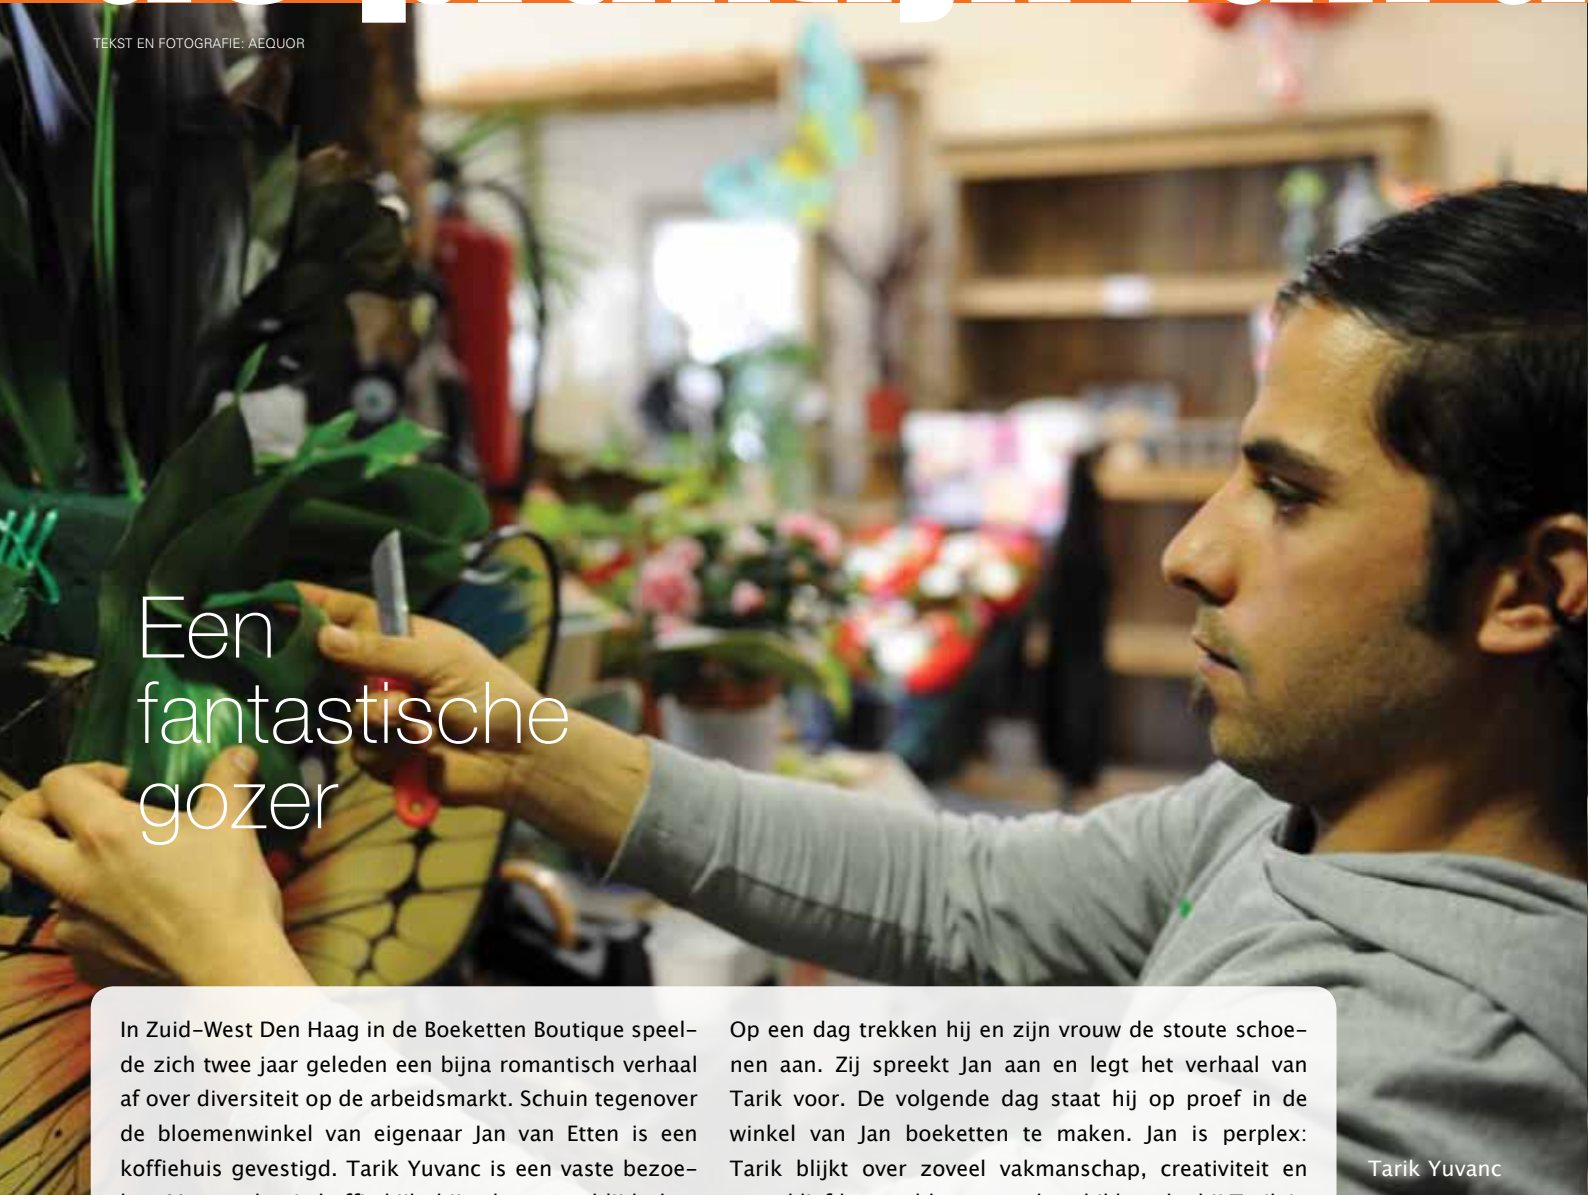 TEKST EN FOTOGRAFIE: AEQUOR
Een
fantastische
gozer
In Zuid-West Den Haag in de Boeketten Boutique speel-
de zich twee jaar geleden een bijna romantisch verhaal
af over diversiteit op de arbeidsmarkt. Schuin tegenover
de bloemenwinkel van eigenaar Jan van Etten is een
koffiehuis gevestigd. Tarik Yuvanc is een vaste bezoe-
Op een dag trekken hij en zijn vrouw de stoute schoe-
nen aan. Zij spreekt Jan aan en legt het verhaal van
Tarik voor. De volgende dag staat hij op proef in de
winkel van Jan boeketten te maken. Jan is perplex:
Tarik blijkt over zoveel vakmanschap, creativiteit en
Tarik Yuvanc